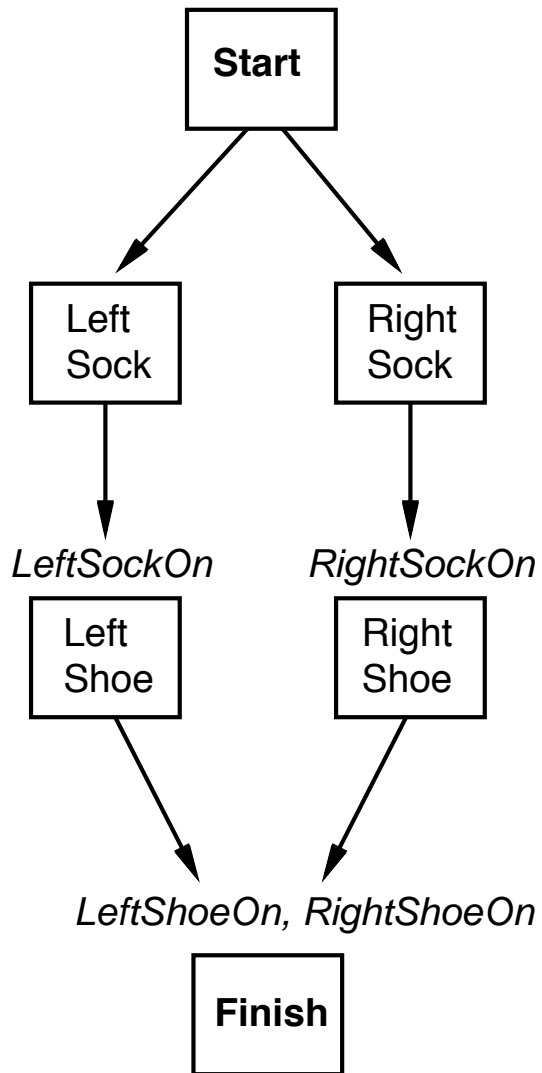 Start
Left
Sock
Right
Sock
LeftSockOn
RightSockOn
Left
Shoe
Right
Shoe
LeftShoeOn, RightShoeOn
Finish